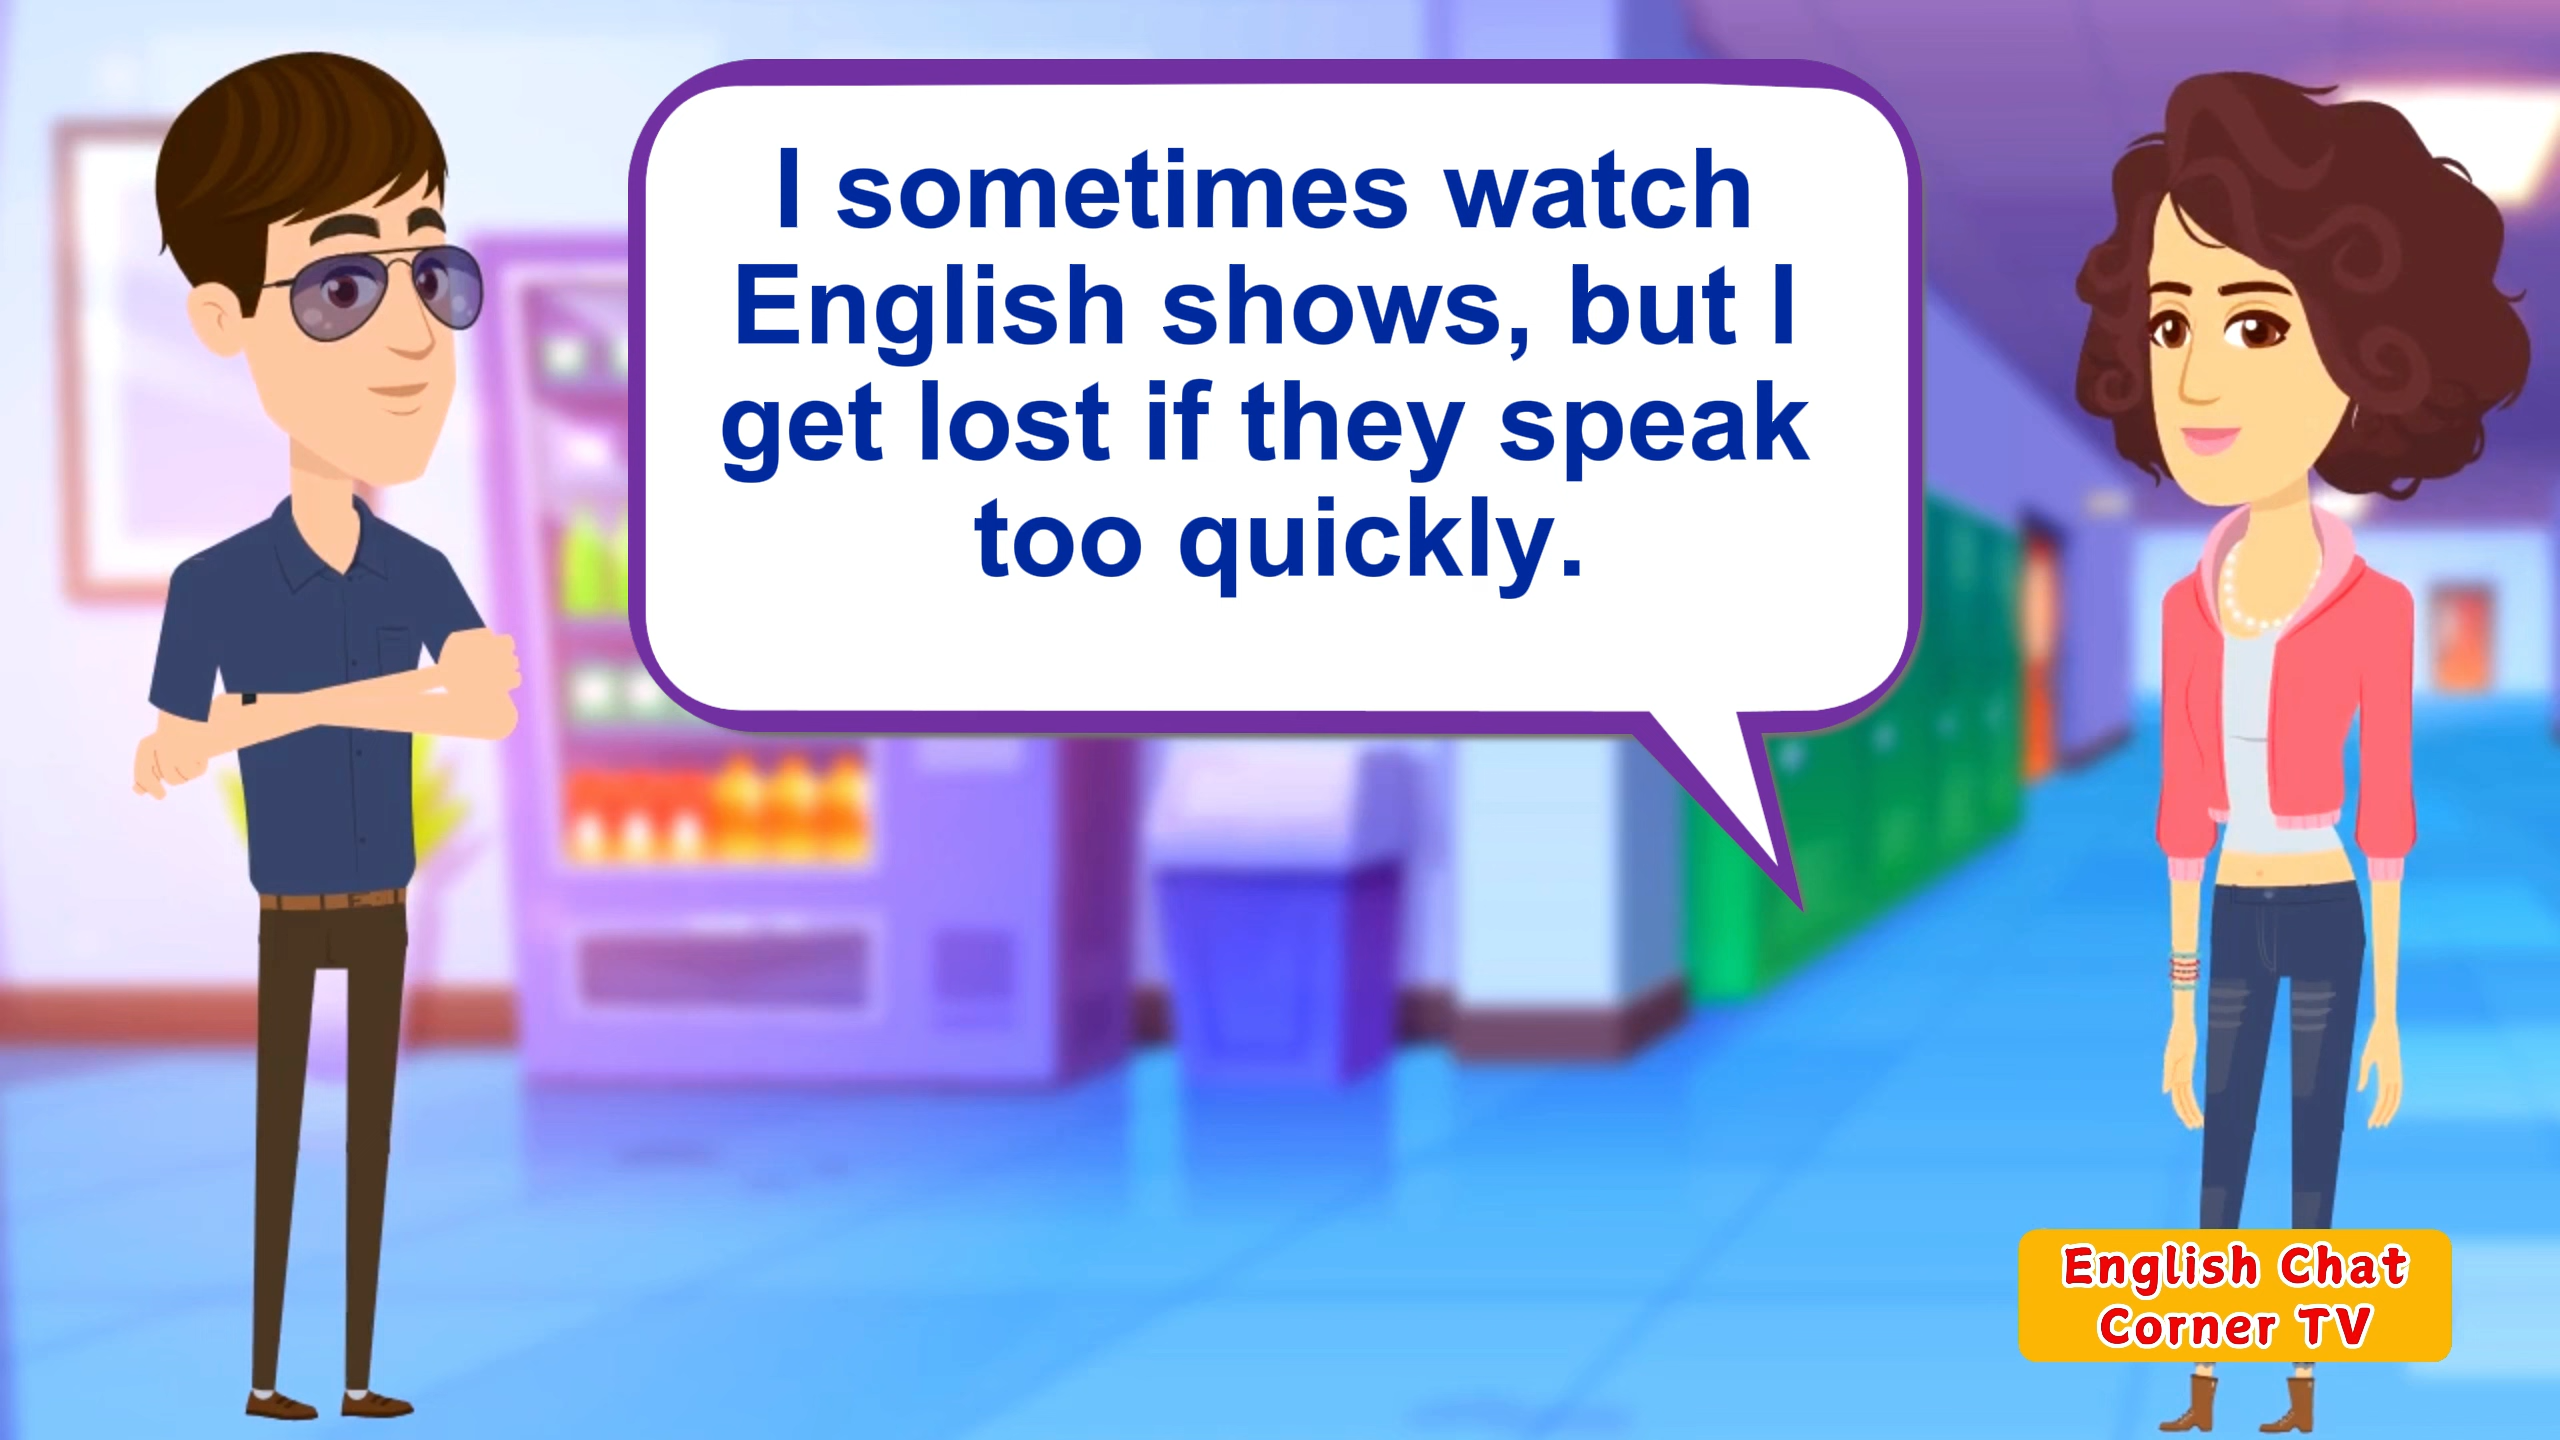 I sometimes watch
English shows, but I
get lost if they speak
too quickly.
English Chat
Corner TV